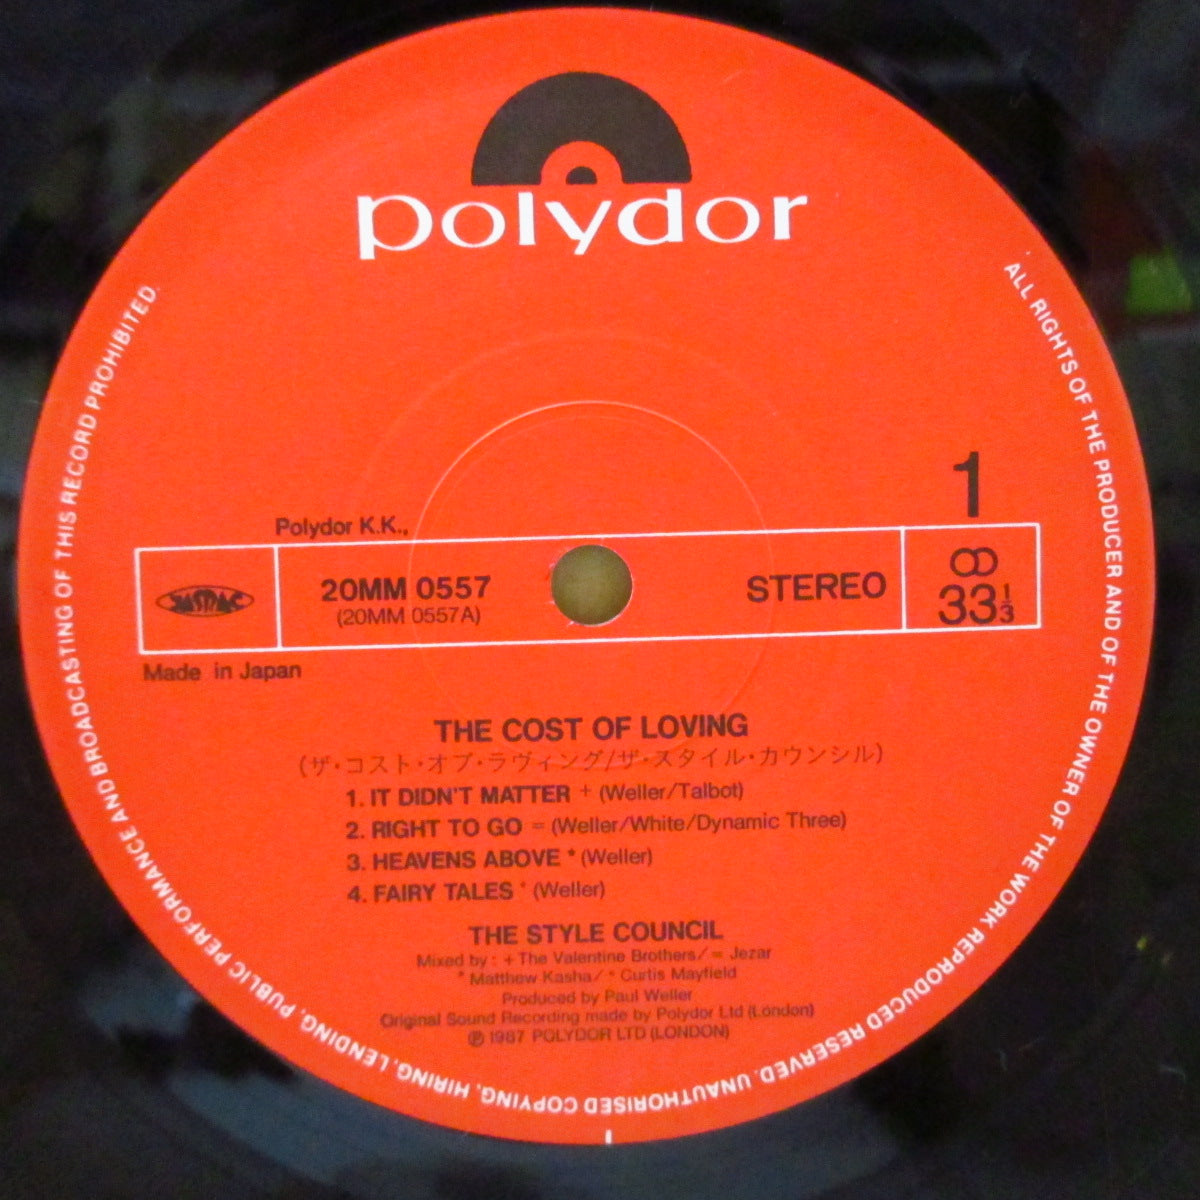 polydor
ALL RIGHTS OF THE PRODUCER AND OF THE OWNER OF THE WORK REPRODUCED RESERVED. UNAUTHORISED COPYING, HIRING, LENDING, PUBLIC PERFORMANCE AND BROADCASTING OF THIS RECORD PROHIBITED.
1
Polydor K.K.,
JASRAC
20MM 0557
(20MM 0557A)
STEREO
33 1/3
Made in Japan
THE COST OF LOVING
(ザ・コスト・オブ・ラヴィング/ザ・スタイル・カウンシル)
1. IT DIDN'T MATTER + (Weller/Talbot)
2. RIGHT TO GO = (Weller/White/Dynamic Three)
3. HEAVENS ABOVE * (Weller)
4. FAIRY TALES ° (Weller)
THE STYLE COUNCIL
Mixed by : + The Valentine Brothers/ = Jezar
* Matthew Kasha/ ° Curtis Mayfield
Produced by Paul Weller
Original Sound Recording made by Polydor Ltd (London)
℗ 1987 POLYDOR LTD (LONDON)